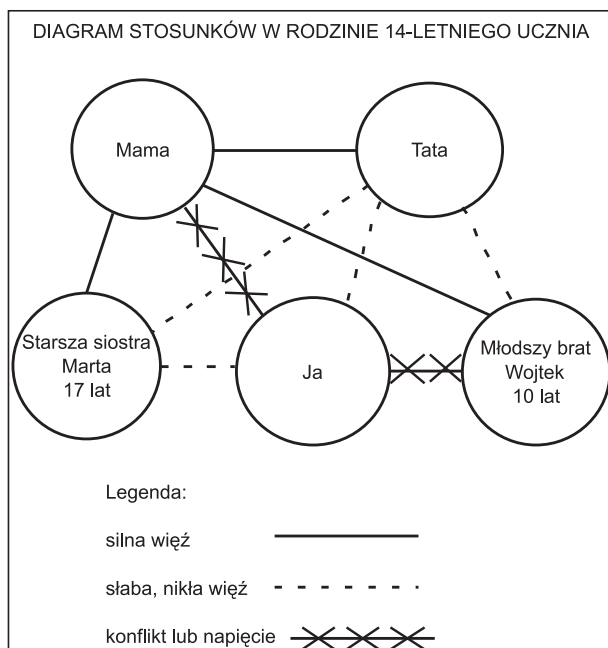 DIAGRAM STOSUNKÓW W RODZINIE 14-LETNIEGO UCZNIA
Mama
Tata
Starsza siostra
Marta
17 lat
Ja
Młodszy brat
Wojtek
10 lat
Legenda:
silna więź
słaba, nikła więź
konflikt lub napięcie